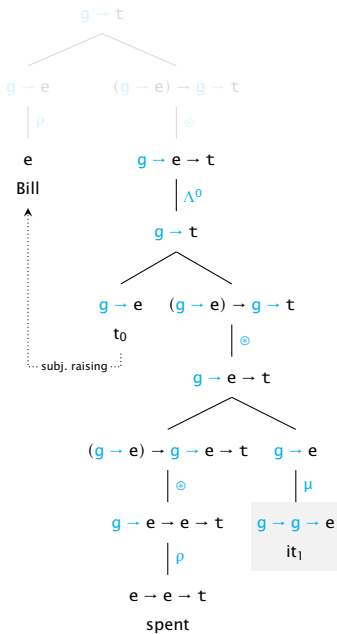 g → t
g → e (g → e) → g → t
ρ ⊛
e g → e → t
Bill
Λ⁰
g → t
g → e (g → e) → g → t
t₀
⊛
subj. raising
g → e → t
(g → e) → g → e → t g → e
⊛ μ
g → e → e → t g → g → e
it₁
ρ
e → e → t
spent